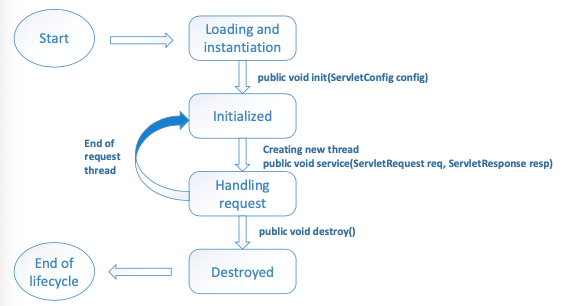 Start
Loading and
instantiation
public void init(ServletConfig config)
Initialized
End of
request
thread
Creating new thread
public void service(ServletRequest req, ServletResponse resp)
Handling
request
public void destroy()
Destroyed
End of
lifecycle